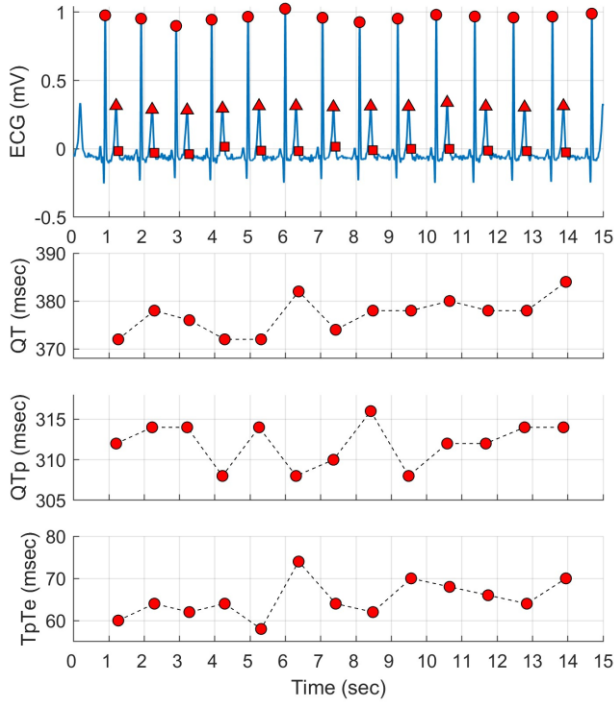 1
0.5
0
-0.5
ECG (mV)
0 1 2 3 4 5 6 7 8 9 10 11 12 13 14 15
390
370
QT (msec)
315
310
305
QTp (msec)
80
70
60
TpTe (msec)
0 1 2 3 4 5 6 7 8 9 10 11 12 13 14 15
Time (sec)